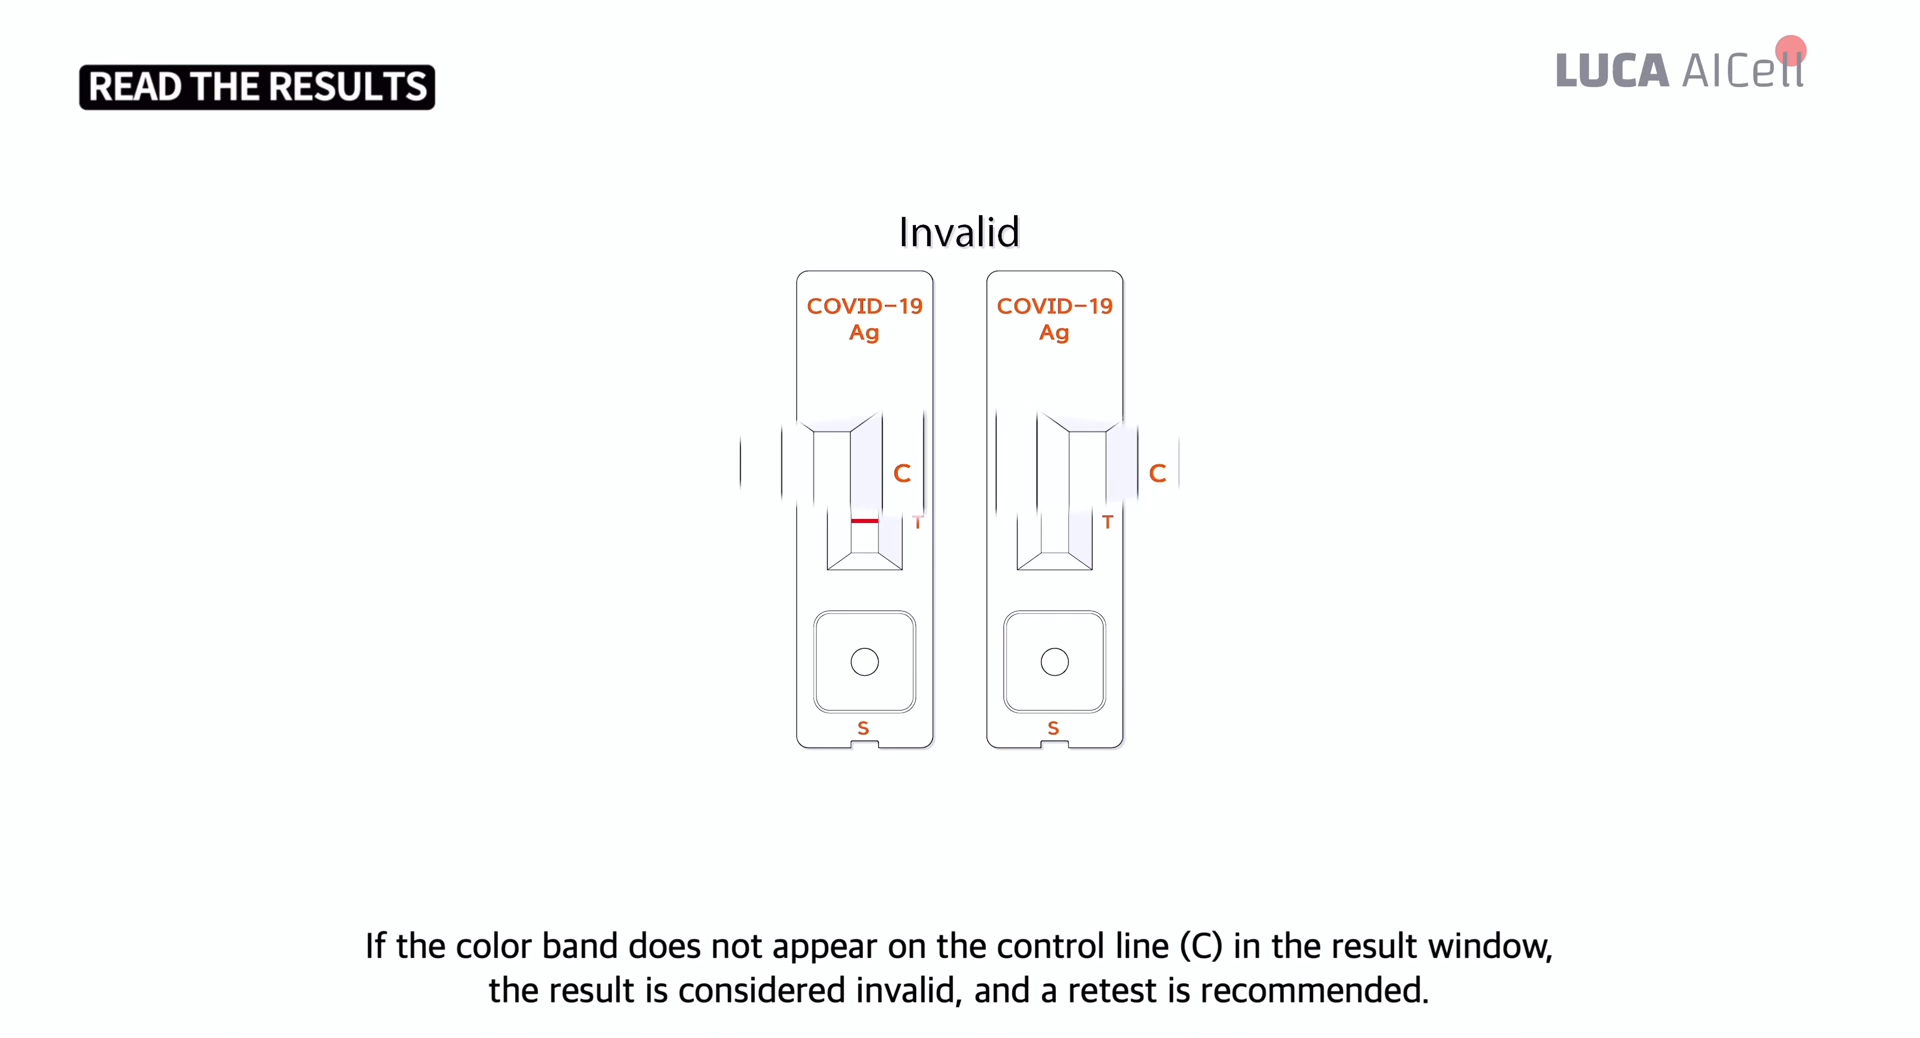 READ THE RESULTS
LUCA AICell
Invalid
COVID-19
Ag
C
T
S
COVID-19
Ag
C
T
S
If the color band does not appear on the control line (C) in the result window,
the result is considered invalid, and a retest is recommended.